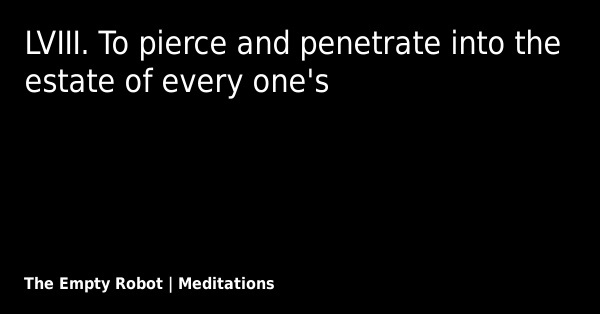 LVIII. To pierce and penetrate into the
estate of every one's
The Empty Robot | Meditations